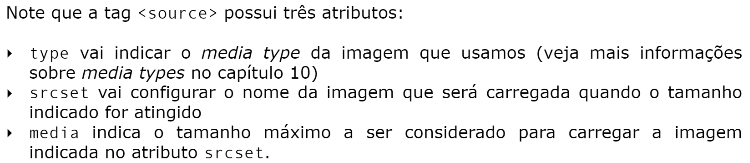 Note que a tag <source> possui três atributos:
‣ type vai indicar o media type da imagem que usamos (veja mais informações
sobre media types no capítulo 10)
‣ srcset vai configurar o nome da imagem que será carregada quando o tamanho
indicado for atingido
‣ media indica o tamanho máximo a ser considerado para carregar a imagem
indicada no atributo srcset.